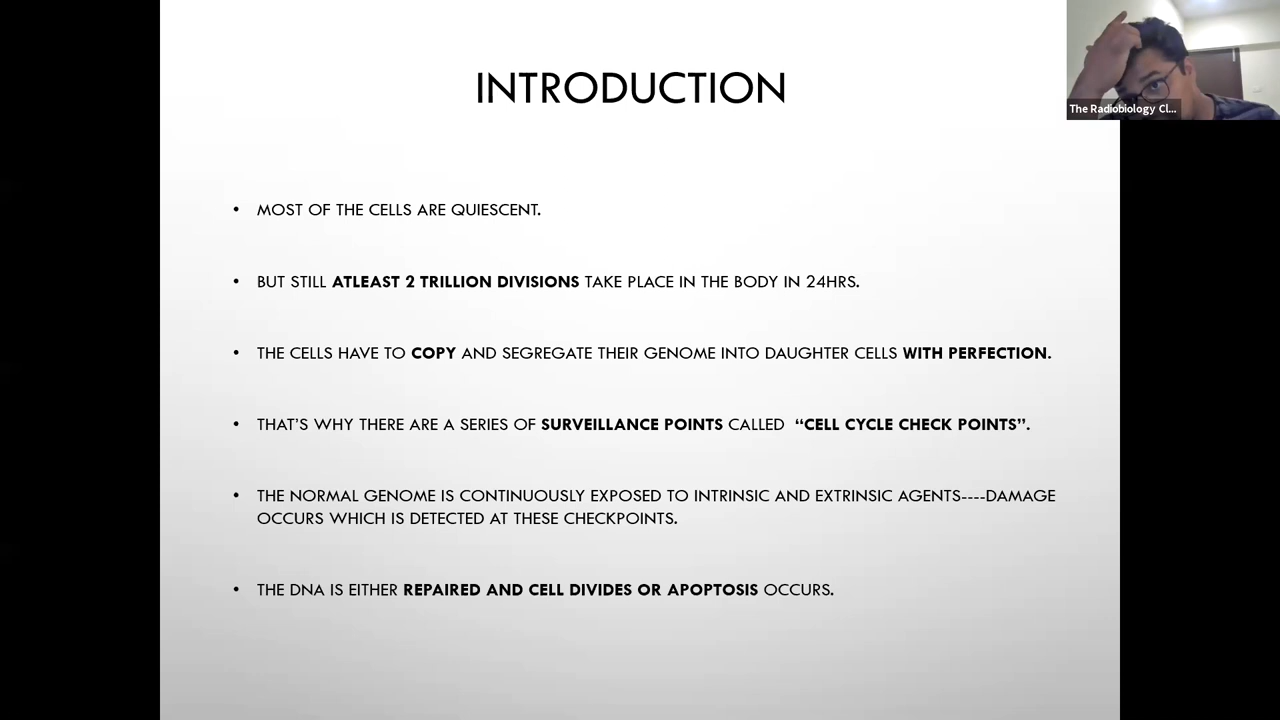 INTRODUCTION
The Radiobiology Cl...
• MOST OF THE CELLS ARE QUIESCENT.
• BUT STILL ATLEAST 2 TRILLION DIVISIONS TAKE PLACE IN THE BODY IN 24HRS.
• THE CELLS HAVE TO COPY AND SEGREGATE THEIR GENOME INTO DAUGHTER CELLS WITH PERFECTION.
• THAT’S WHY THERE ARE A SERIES OF SURVEILLANCE POINTS CALLED “CELL CYCLE CHECK POINTS”.
• THE NORMAL GENOME IS CONTINUOUSLY EXPOSED TO INTRINSIC AND EXTRINSIC AGENTS----DAMAGE
OCCURS WHICH IS DETECTED AT THESE CHECKPOINTS.
• THE DNA IS EITHER REPAIRED AND CELL DIVIDES OR APOPTOSIS OCCURS.